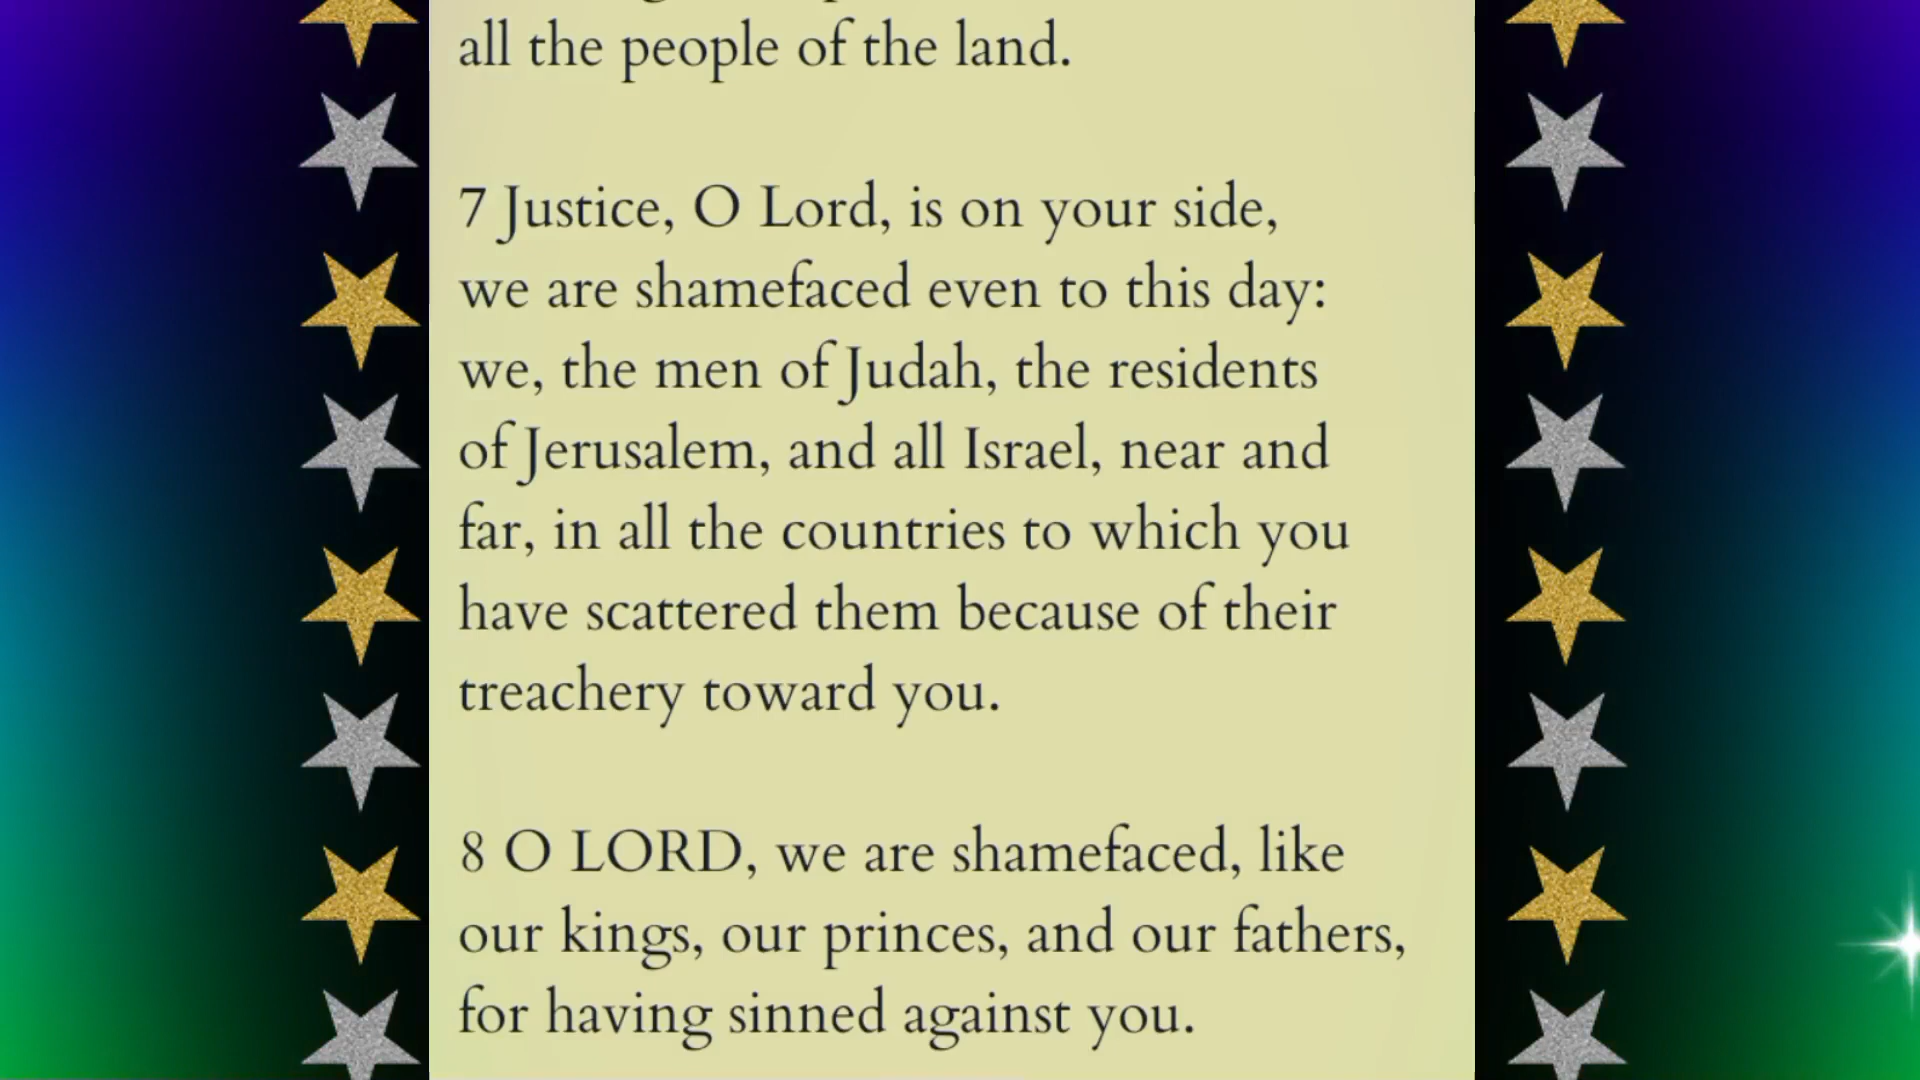 all the people of the land.
7 Justice, O Lord, is on your side,
we are shamefaced even to this day:
we, the men of Judah, the residents
of Jerusalem, and all Israel, near and
far, in all the countries to which you
have scattered them because of their
treachery toward you.
8 O LORD, we are shamefaced, like
our kings, our princes, and our fathers,
for having sinned against you.